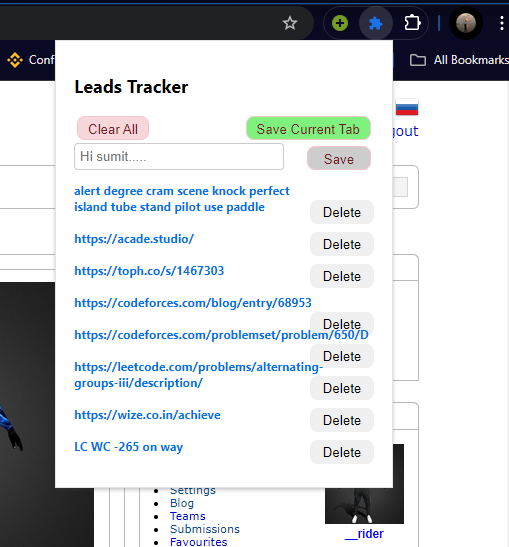 Conf
All Bookmarks
Leads Tracker
Clear All
Save Current Tab
Hi sumit.....
Save
gout
alert degree cram scene knock perfect
island tube stand pilot use paddle
Delete
https://acade.studio/
Delete
https://toph.co/s/1467303
Delete
https://codeforces.com/blog/entry/68953
Delete
https://codeforces.com/problemset/problem/650/D
Delete
https://leetcode.com/problems/alternating-
groups-iii/description/
Delete
https://wize.co.in/achieve
Delete
LC WC -265 on way
Delete
Settings
Blog
Teams
Submissions
Favourites
__rider